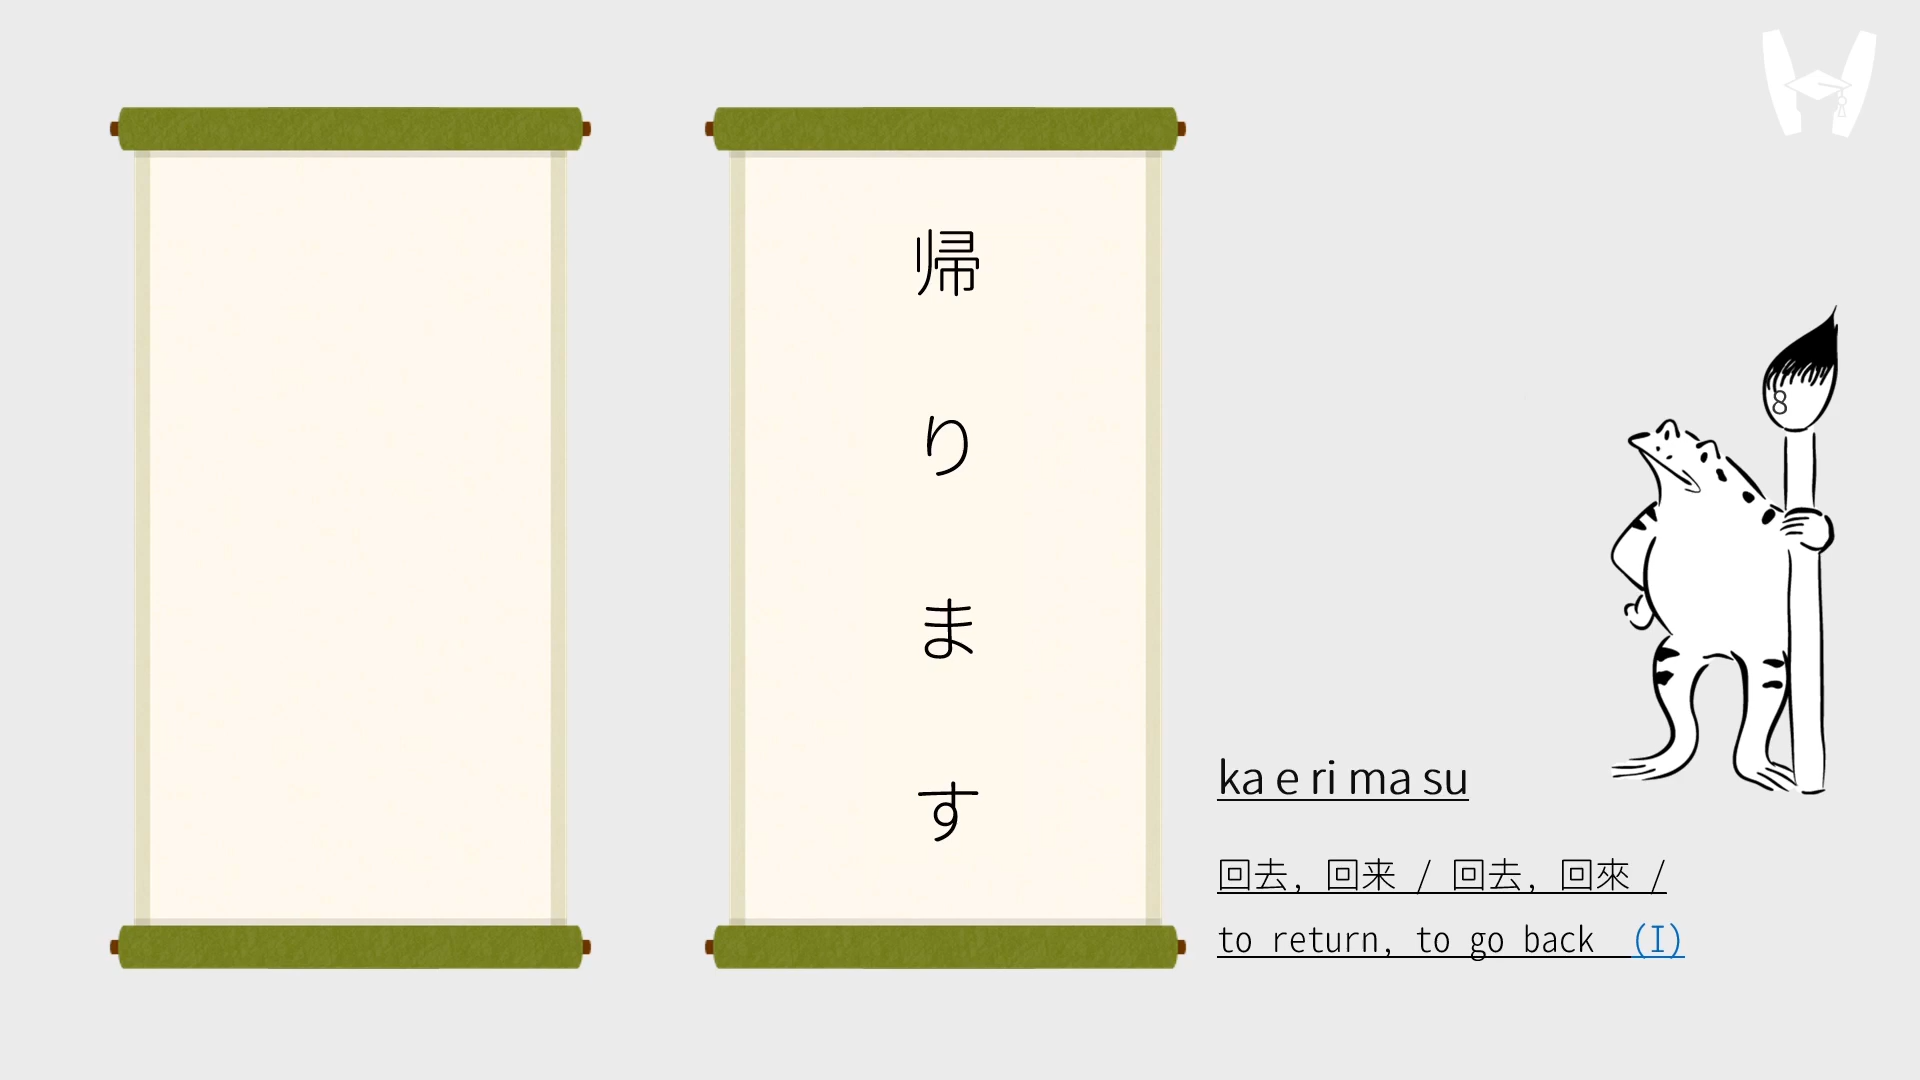 帰ります
8
ka e ri ma su
回去, 回来 / 回去, 回來 /
to return, to go back (I)